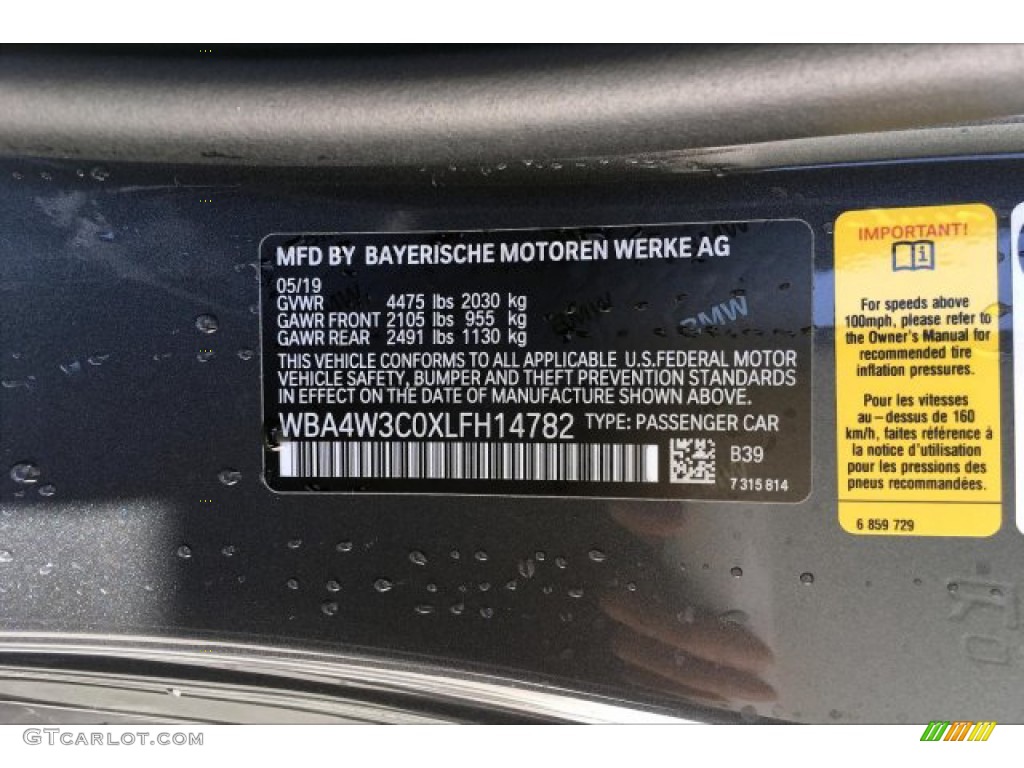 MFD BY BAYERISCHE MOTOREN WERKE AG
05/19
GVWR 4475 lbs 2030 kg
GAWR FRONT 2105 lbs 955 kg
GAWR REAR 2491 lbs 1130 kg
THIS VEHICLE CONFORMS TO ALL APPLICABLE U.S.FEDERAL MOTOR
VEHICLE SAFETY, BUMPER AND THEFT PREVENTION STANDARDS
IN EFFECT ON THE DATE OF MANUFACTURE SHOWN ABOVE.
WBA4W3C0XLFH14782 TYPE: PASSENGER CAR
B39
7 315 814
BMW
IMPORTANT!
For speeds above
100mph, please refer to
the Owner's Manual for
recommended tire
inflation pressures.
Pour les vitesses
au-dessus de 160
km/h, faites référence à
la notice d'utilisation
pour les pressions des
pneus recommandées.
6 859 729
GTCarLot.com